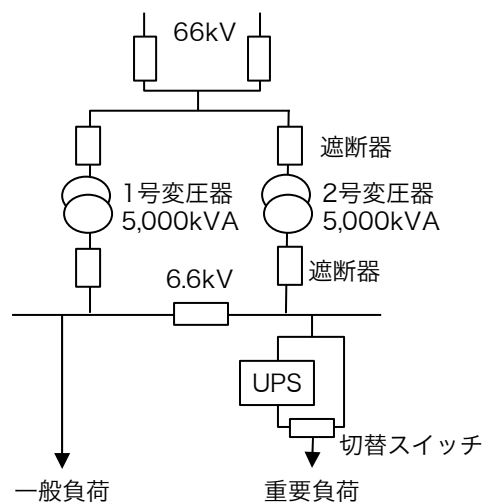 66kV
遮断器
1号変圧器
5,000kVA
2号変圧器
5,000kVA
遮断器
6.6kV
UPS
切替スイッチ
一般負荷
重要負荷